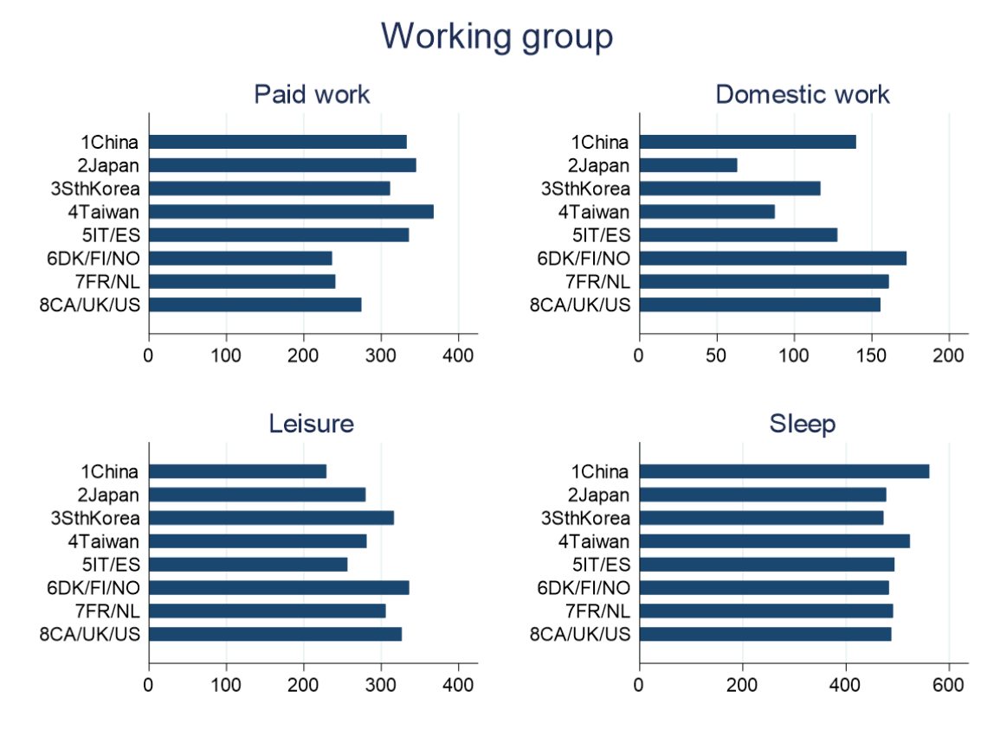 Working group
Paid work
1China
2Japan
3SthKorea
4Taiwan
5IT/ES
6DK/FI/NO
7FR/NL
8CA/UK/US
0 100 200 300 400
Domestic work
1China
2Japan
3SthKorea
4Taiwan
5IT/ES
6DK/FI/NO
7FR/NL
8CA/UK/US
0 50 100 150 200
Leisure
1China
2Japan
3SthKorea
4Taiwan
5IT/ES
6DK/FI/NO
7FR/NL
8CA/UK/US
0 100 200 300 400
Sleep
1China
2Japan
3SthKorea
4Taiwan
5IT/ES
6DK/FI/NO
7FR/NL
8CA/UK/US
0 200 400 600